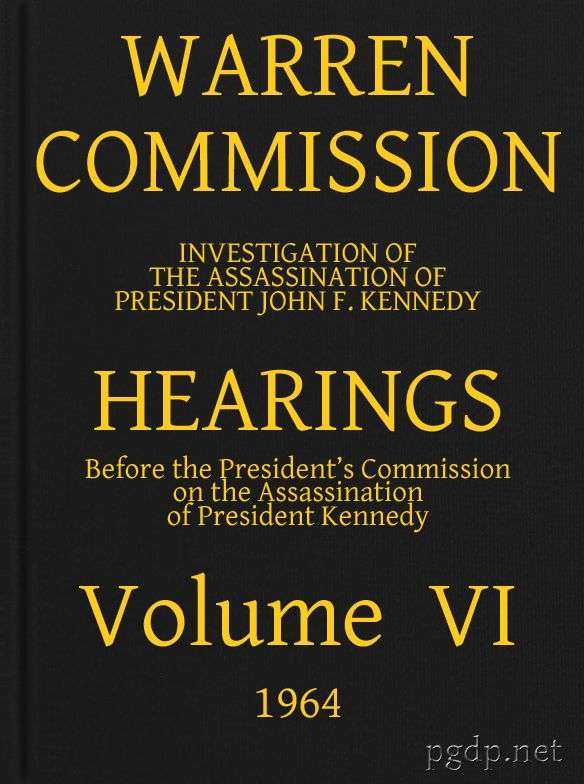 WARREN
COMMISSION
INVESTIGATION OF
THE ASSASSINATION OF
PRESIDENT JOHN F. KENNEDY
HEARINGS
Before the President’s Commission
on the Assassination
of President Kennedy
Volume VI
1964
pgdp.net